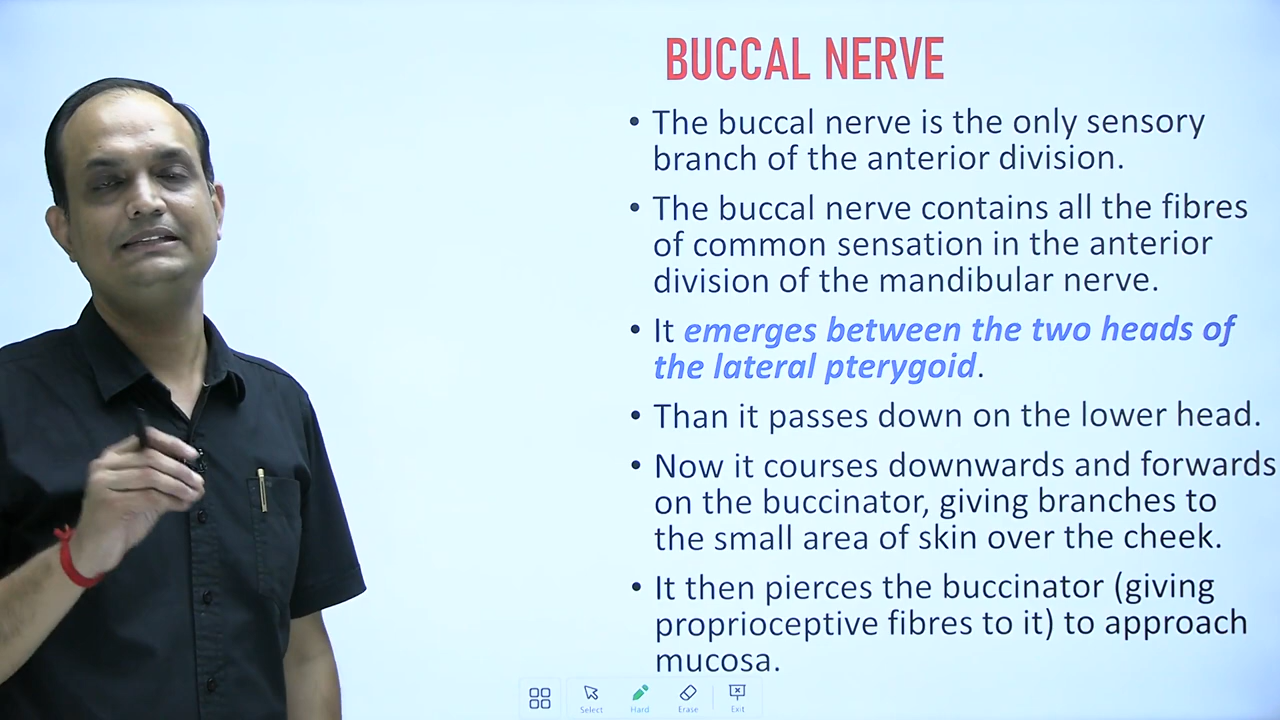 BUCCAL NERVE
• The buccal nerve is the only sensory
branch of the anterior division.
• The buccal nerve contains all the fibres
of common sensation in the anterior
division of the mandibular nerve.
• It emerges between the two heads of
the lateral pterygoid.
• Than it passes down on the lower head.
• Now it courses downwards and forwards
on the buccinator, giving branches to
the small area of skin over the cheek.
• It then pierces the buccinator (giving
proprioceptive fibres to it) to approach
mucosa.
Select Hard Erase Exit